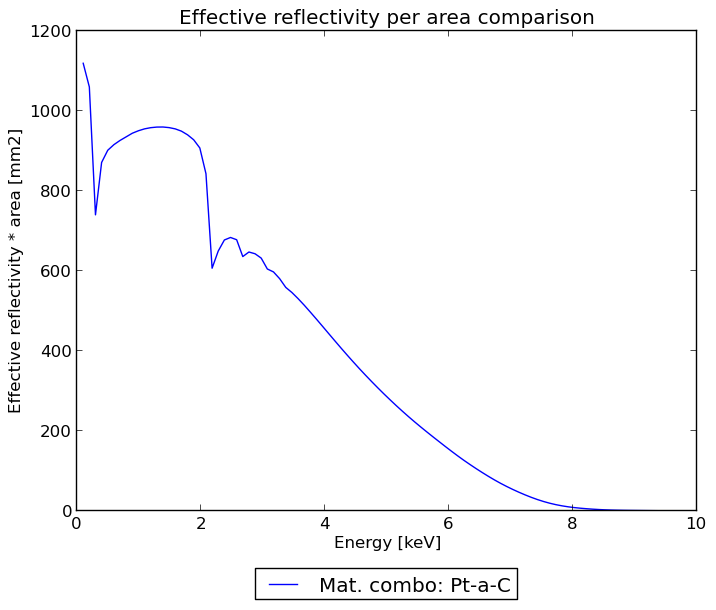 Effective reflectivity per area comparison
Effective reflectivity * area [mm2]
1200
1000
800
600
400
200
0
0 2 4 6 8 10
Energy [keV]
Mat. combo: Pt-a-C